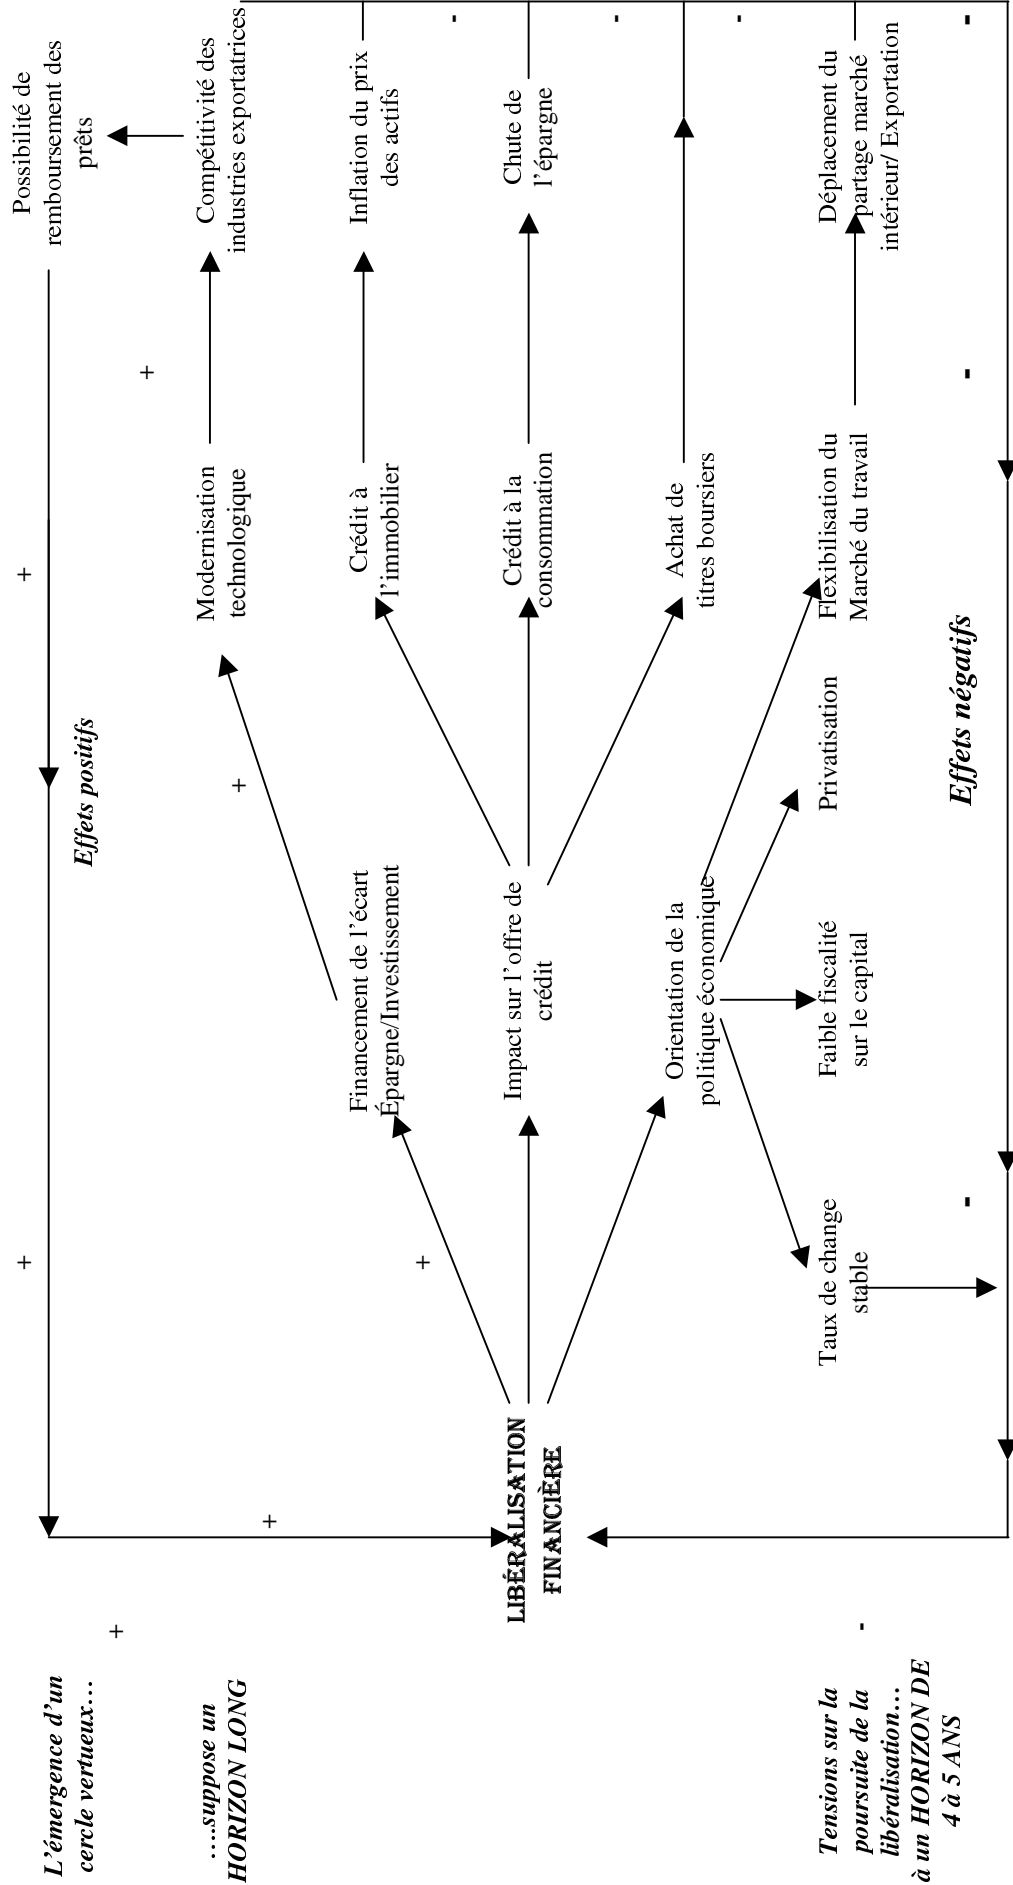 L’émergence d’un
cercle vertueux…
….suppose un
HORIZON LONG
+
+
+
+
Effets positifs
Possibilité de
remboursement des
prêts
+
+
+
+
Modernisation
technologique
Compétitivité des
industries exportatrices
Financement de l’écart
Épargne/Investissement
Crédit à
l’immobilier
Inflation du prix
des actifs
-
LIBÉRALISATION
FINANCIÈRE
Impact sur l’offre de
crédit
Crédit à la
consommation
Chute de
l’épargne
-
Orientation de la
politique économique
Achat de
titres boursiers
-
Tensions sur la
poursuite de la
libéralisation…
à un HORIZON DE
4 à 5 ANS
-
Taux de change
stable
Faible fiscalité
sur le capital
Privatisation
Flexibilisation du
Marché du travail
Déplacement du
partage marché
intérieur/ Exportation
-
Effets négatifs
-
-